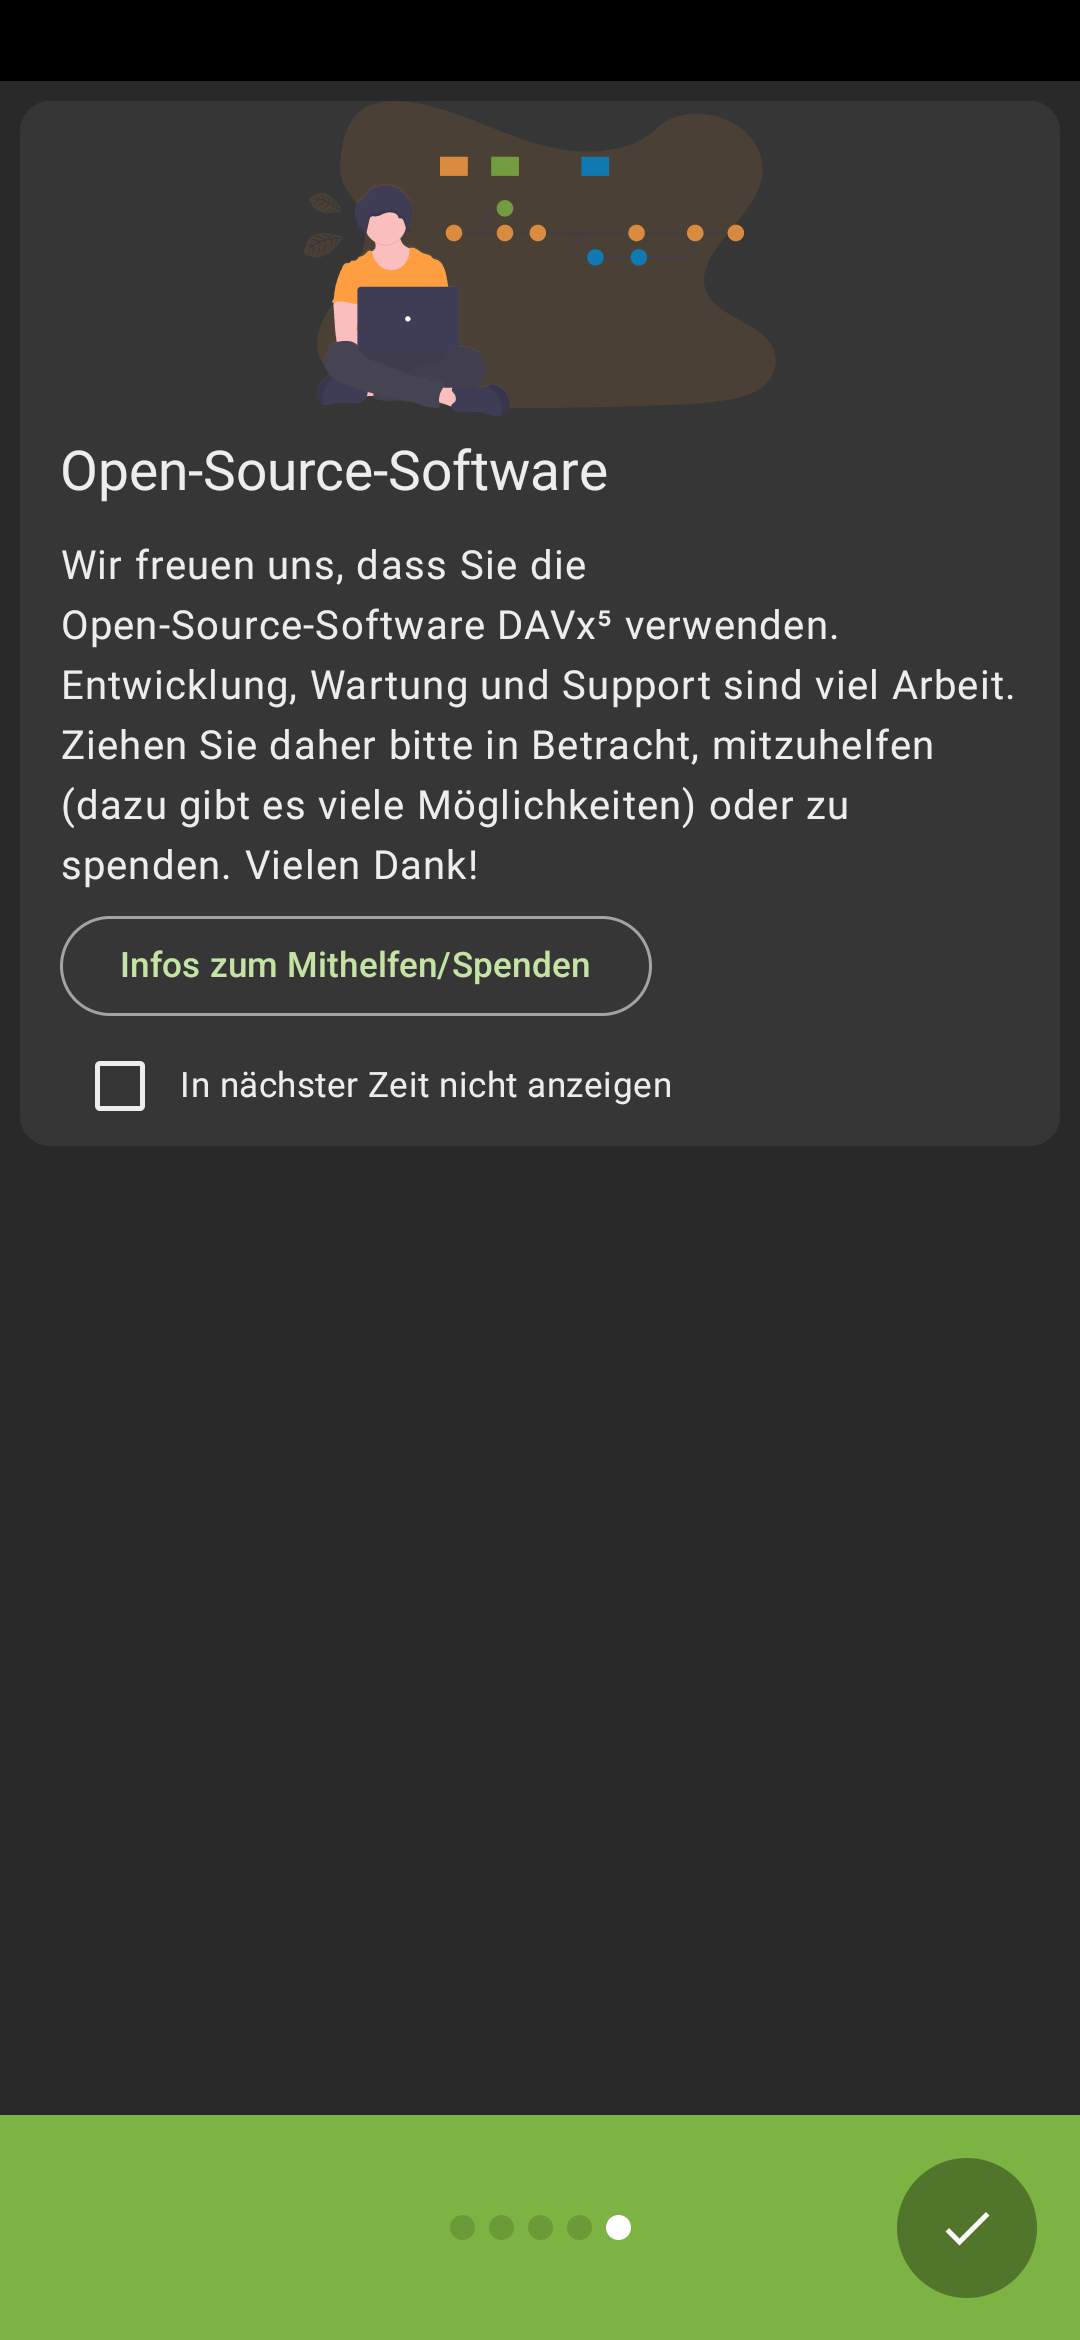 Open-Source-Software
Wir freuen uns, dass Sie die
Open-Source-Software DAVx⁵ verwenden.
Entwicklung, Wartung und Support sind viel Arbeit.
Ziehen Sie daher bitte in Betracht, mitzuhelfen
(dazu gibt es viele Möglichkeiten) oder zu
spenden. Vielen Dank!
Infos zum Mithelfen/Spenden
In nächster Zeit nicht anzeigen